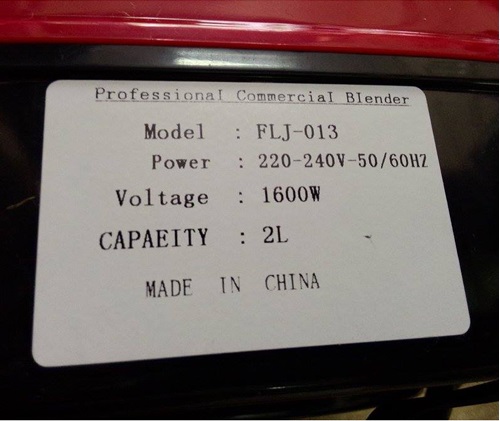 Professional Commercial Blender
Model : FLJ-013
Power : 220-240V-50/60HZ
Voltage : 1600W
CAPAEITY : 2L
MADE IN CHINA